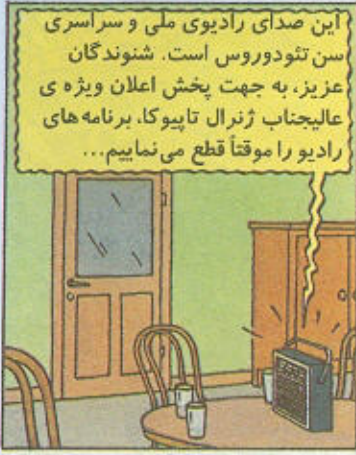 این صدای رادیوی ملی و سراسری
سن تئودوروس است. شنوندگان
عزیز، به جهت پخش اعلان ویژه ی
عالیجناب ژنرال تاپیوکا، برنامه های
رادیو را موقتاً قطع می‌نماییم...